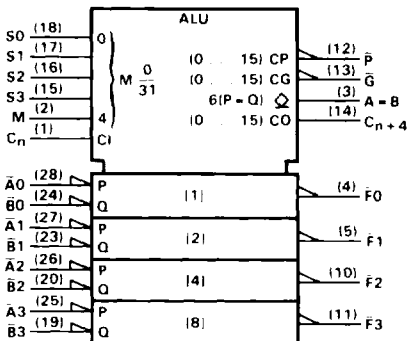 ALU
S0 (18) 0
S1 (17)
S2 (16)
S3 (15)
M (2) 4
Cn (1) CI
M 0/31
(0 . . 15) CP (12) P̄
(0 . . 15) CG (13) Ḡ
6(P = Q) (3) A = B
(0 . . 15) CO (14) Cn + 4
Ā0 (28) P
B̄0 (24) Q
[1] (4) F̄0
Ā1 (27) P
B̄1 (23) Q
[2] (5) F̄1
Ā2 (26) P
B̄2 (20) Q
[4] (10) F̄2
Ā3 (25) P
B̄3 (19) Q
[8] (11) F̄3